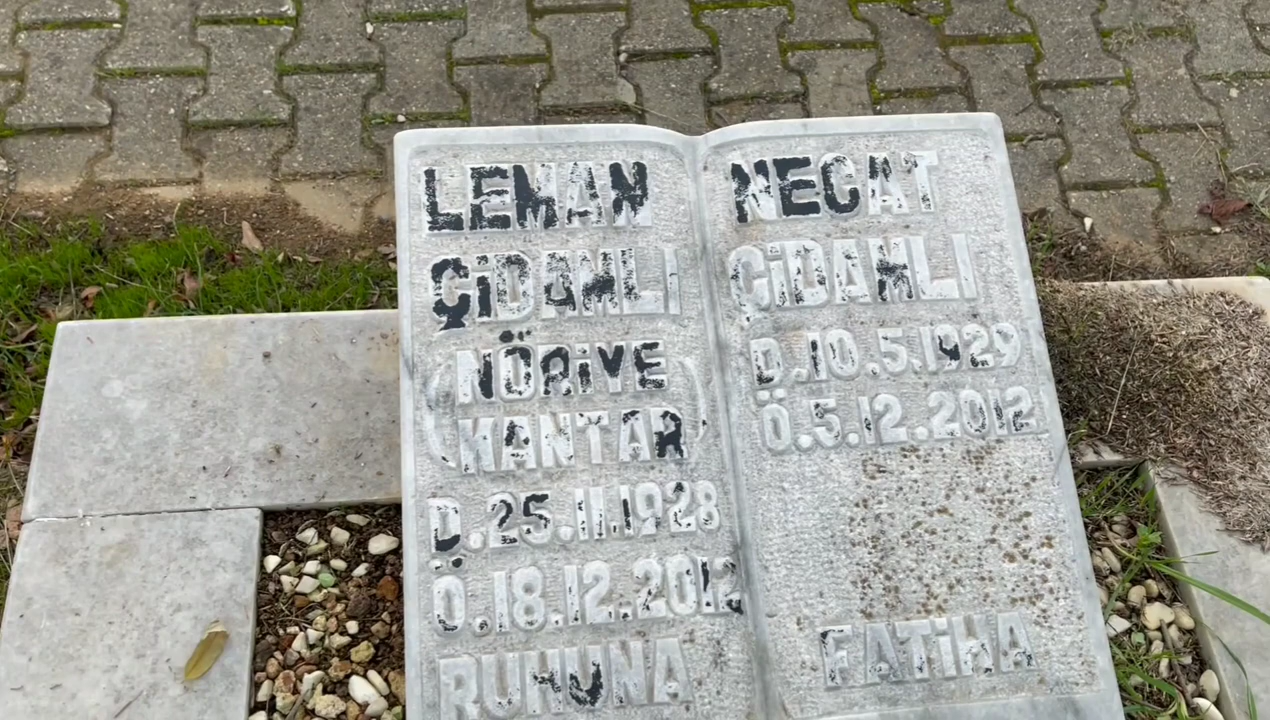 LEMAN
ÇİDAMLI
(NÖRİYE
KANTAR)
D.25.11.1928
Ö.18.12.2012
RUHUNA
NECAT
ÇİDAMLI
D.10.5.1929
Ö.5.12.2012
FATİHA